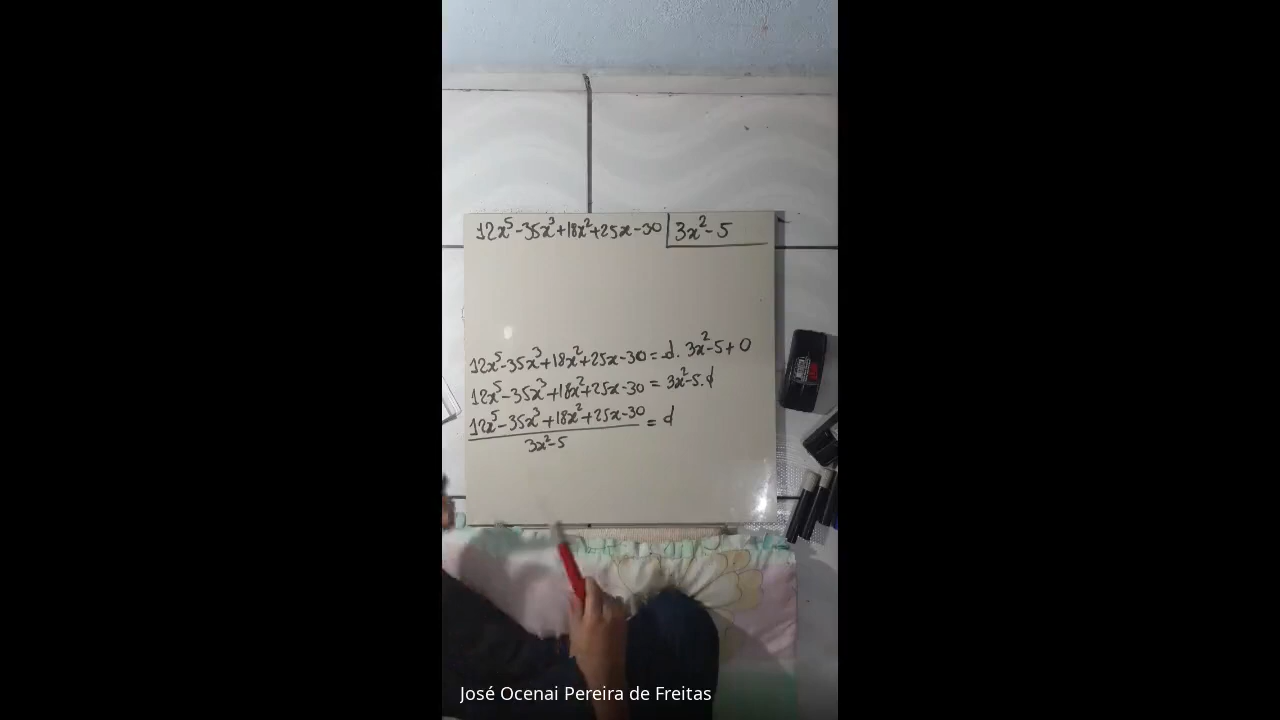 12x⁵-35x³+18x²+25x-30 | 3x²-5
12x⁵-35x³+18x²+25x-30 = d. 3x²-5+0
12x⁵-35x³+18x²+25x-30 = 3x²-5.d
12x⁵-35x³+18x²+25x-30 = d
3x²-5
José Ocenai Pereira de Freitas